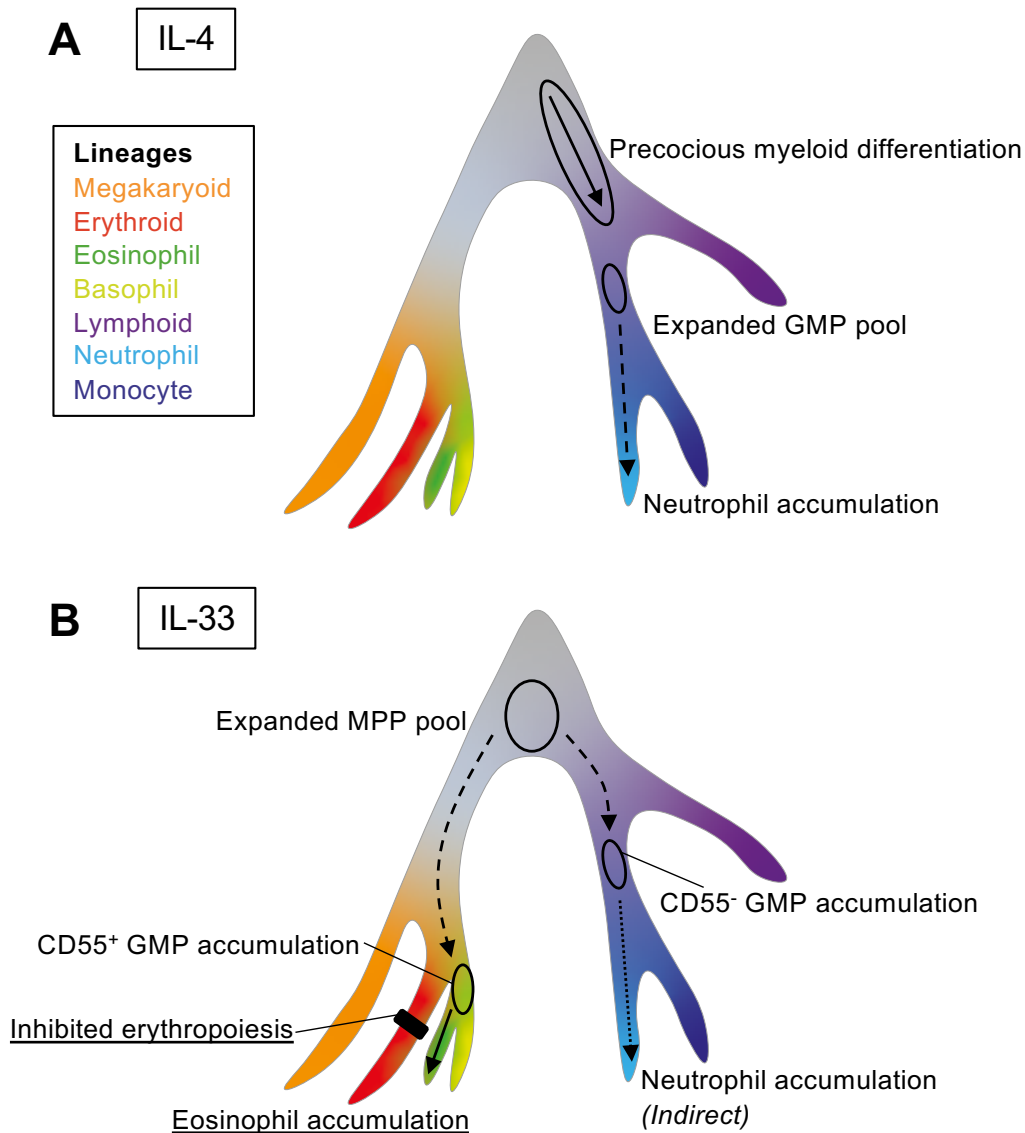 A
IL-4
Lineages
Megakaryoid
Erythroid
Eosinophil
Basophil
Lymphoid
Neutrophil
Monocyte
Precocious myeloid differentiation
Expanded GMP pool
Neutrophil accumulation
B
IL-33
Expanded MPP pool
CD55⁻ GMP accumulation
CD55⁺ GMP accumulation
Inhibited erythropoiesis
Eosinophil accumulation
Neutrophil accumulation
(Indirect)